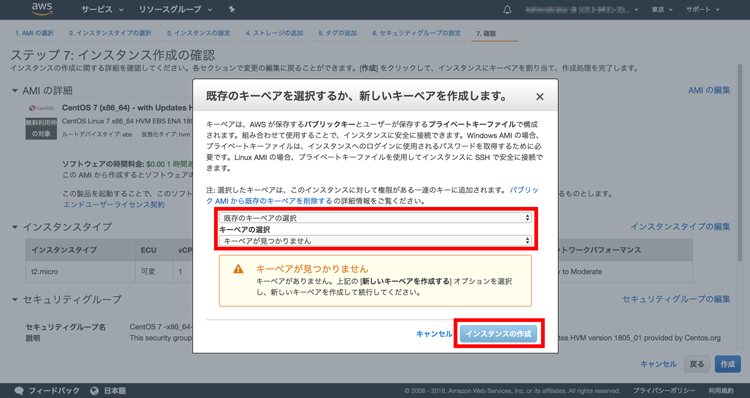 aws
サービス
リソースグループ
東京
サポート
1. AMI の選択
2. インスタンスタイプの選択
3. インスタンスの設定
4. ストレージの追加
5. タグの追加
6. セキュリティグループの設定
7. 確認
ステップ 7: インスタンス作成の確認
インスタンスの作成に関する詳細を確認してください。各セクションで変更の編集に戻ることができます。[作成] をクリックして、インスタンスにキーペアを割り当て、作成処理を完了します。
AMI の詳細
AMI の編集
CentOS
CentOS 7 (x86_64) - with Updates H
無料利用枠の対象
CentOS Linux 7 x86_64 HVM EBS ENA 180
ルートデバイスタイプ: ebs 仮想化タイプ: hvm
ソフトウェアの時間料金: $0.00 1 時間あ
この AMI から作成するとソフトウェアの
この製品を起動することで、このソフト
るものとします。
エンドユーザーライセンス契約
既存のキーペアを選択するか、新しいキーペアを作成します。
キーペアは、AWS が保存するパブリックキーとユーザーが保存するプライベートキーファイルで構成
されます。組み合わせて使用することで、インスタンスに安全に接続できます。Windows AMI の場合、
プライベートキーファイルは、インスタンスへのログインに使用されるパスワードを取得するために必
要です。Linux AMI の場合、プライベートキーファイルを使用してインスタンスに SSH で安全に接続で
きます。
注: 選択したキーペアは、このインスタンスに対して権限がある一連のキーに追加されます。パブリッ
ク AMI から既存のキーペアを削除するの詳細情報をご覧ください。
既存のキーペアの選択
キーペアの選択
キーペアが見つかりません
キーペアが見つかりません
キーペアがありません。上記の [新しいキーペアを作成する] オプションを選択
し、新しいキーペアを作成して続行してください。
キャンセル
インスタンスの作成
インスタンスタイプ
インスタンスタイプの編集
インスタンスタイプ
ECU
vCP
ットワークパフォーマンス
t2.micro
可変
1
to Moderate
セキュリティグループ
セキュリティグループの編集
セキュリティグループ名
CentOS 7 -x86_64-
説明
This security group
tes HVM version 1805_01 provided by Centos.org
キャンセル
戻る
作成
フィードバック
日本語
© 2008 - 2018, Amazon Web Services, Inc. or its affiliates. All rights reserved.
プライバシーポリシー
利用規約